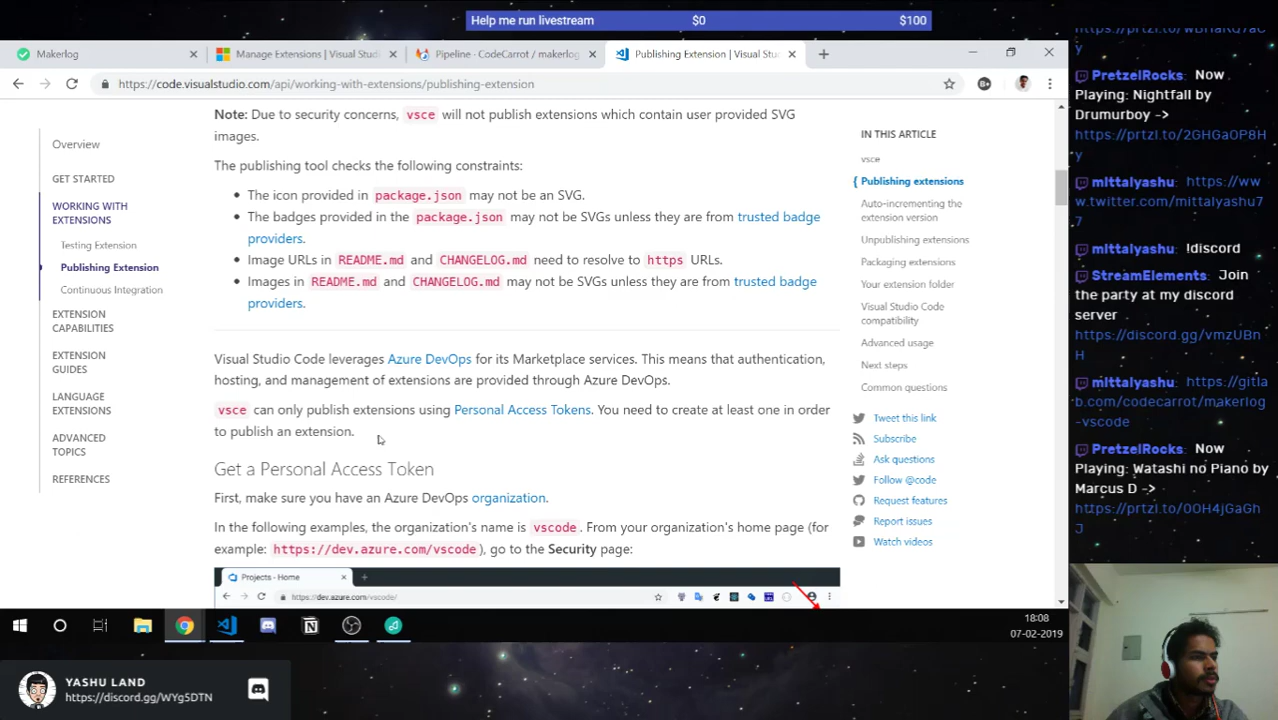 Help me run livestream $0 $100
Makerlog
Manage Extensions | Visual Studi
Pipeline - CodeCarrot / makerlog
Publishing Extension | Visual Stu
https://code.visualstudio.com/api/working-with-extensions/publishing-extension
Overview
GET STARTED
WORKING WITH
EXTENSIONS
Testing Extension
Publishing Extension
Continuous Integration
EXTENSION
CAPABILITIES
EXTENSION
GUIDES
LANGUAGE
EXTENSIONS
ADVANCED
TOPICS
REFERENCES
Note: Due to security concerns, vsce will not publish extensions which contain user provided SVG
images.
The publishing tool checks the following constraints:
The icon provided in package.json may not be an SVG.
The badges provided in the package.json may not be SVGs unless they are from trusted badge
providers.
Image URLs in README.md and CHANGELOG.md need to resolve to https URLs.
Images in README.md and CHANGELOG.md may not be SVGs unless they are from trusted badge
providers.
Visual Studio Code leverages Azure DevOps for its Marketplace services. This means that authentication,
hosting, and management of extensions are provided through Azure DevOps.
vsce can only publish extensions using Personal Access Tokens. You need to create at least one in order
to publish an extension.
Get a Personal Access Token
First, make sure you have an Azure DevOps organization.
In the following examples, the organization's name is vscode. From your organization's home page (for
example: https://dev.azure.com/vscode), go to the Security page:
Projects - Home
https://dev.azure.com/vscode/
IN THIS ARTICLE
vsce
Publishing extensions
Auto-incrementing the
extension version
Unpublishing extensions
Packaging extensions
Your extension folder
Visual Studio Code
compatibility
Advanced usage
Next steps
Common questions
Tweet this link
Subscribe
Ask questions
Follow @code
Request features
Report issues
Watch videos
y
PretzelRocks: Now
Playing: Nightfall by
Drumurboy ->
https://prtzl.to/2GHGaOP8H
y
mittalyashu: https://ww
w.twitter.com/mittalyashu7
7
mittalyashu: !discord
StreamElements: Join
the party at my discord
server
https://discord.gg/vmzUBn
H
mittalyashu: https://gitla
b.com/codecarrot/makerlog
-vscode
PretzelRocks: Now
Playing: Watashi no Piano by
Marcus D ->
https://prtzl.to/0OH4jGaGh
J
18:08
07-02-2019
YASHU LAND
https://discord.gg/WYg5DTN